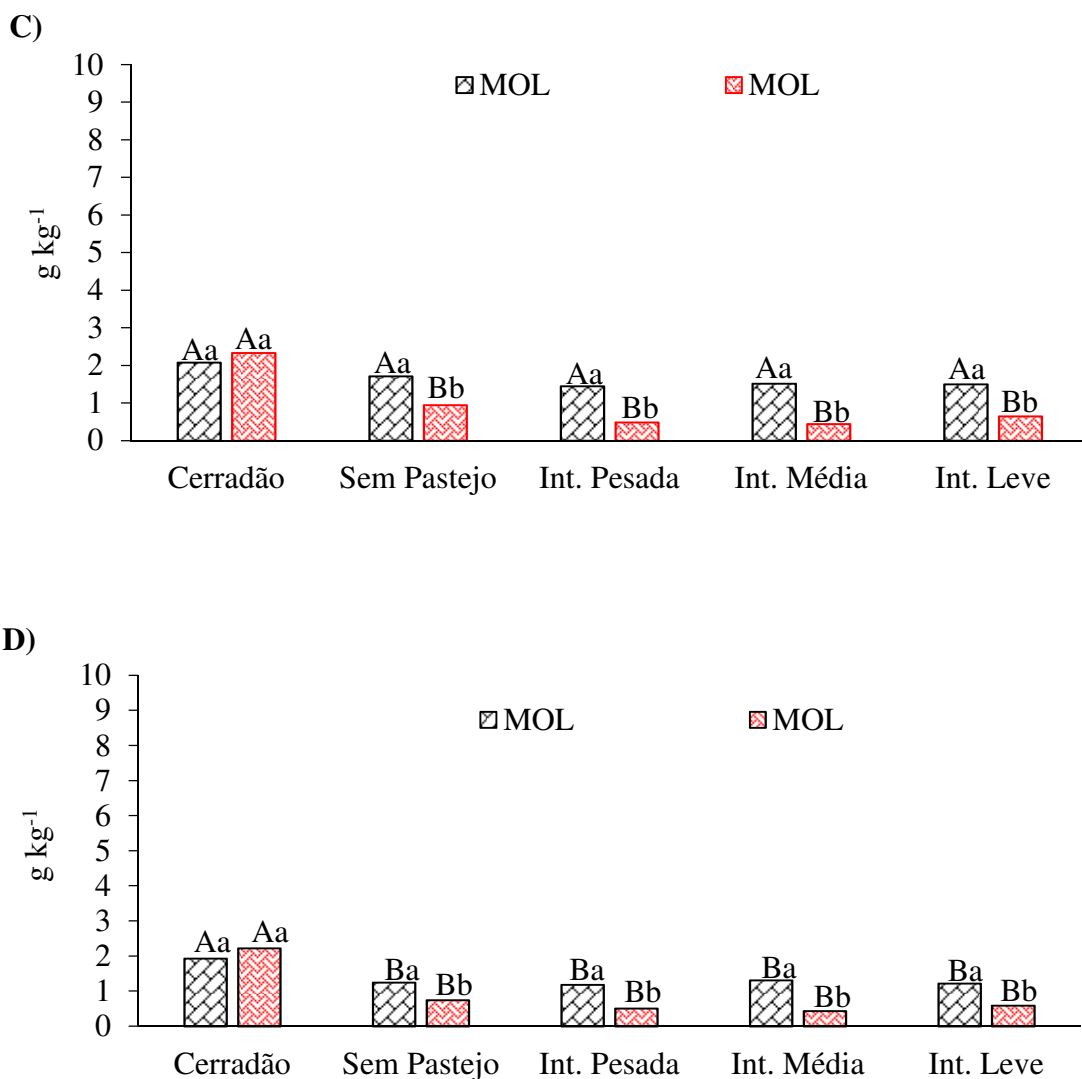 C)
10
9
8
7
6
5
4
3
2
1
0
g kg-1
MOL MOL
Aa Aa Aa Bb Aa Bb Aa Bb Aa Bb
Cerradão Sem Pastejo Int. Pesada Int. Média Int. Leve
D)
10
9
8
7
6
5
4
3
2
1
0
g kg-1
MOL MOL
Aa Aa Ba Bb Ba Bb Ba Bb Ba Bb
Cerradão Sem Pastejo Int. Pesada Int. Média Int. Leve